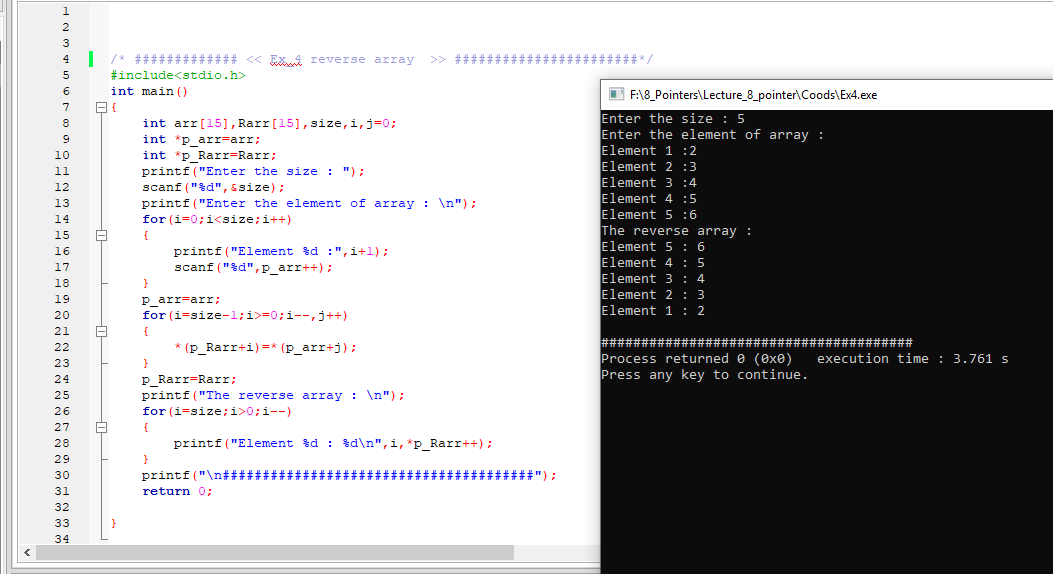 1
2
3
4 /* ############# << Ex_4 reverse array >> #######################*/
5 #include<stdio.h>
6 int main()
7 {
8 int arr[15],Rarr[15],size,i,j=0;
9 int *p_arr=arr;
10 int *p_Rarr=Rarr;
11 printf("Enter the size : ");
12 scanf("%d",&size);
13 printf("Enter the element of array : \n");
14 for(i=0;i<size;i++)
15 {
16 printf("Element %d :",i+1);
17 scanf("%d",p_arr++);
18 }
19 p_arr=arr;
20 for(i=size-1;i>=0;i--,j++)
21 {
22 *(p_Rarr+i)=*(p_arr+j);
23 }
24 p_Rarr=Rarr;
25 printf("The reverse array : \n");
26 for(i=size;i>0;i--)
27 {
28 printf("Element %d : %d\n",i,*p_Rarr++);
29 }
30 printf("\n#######################################");
31 return 0;
32
33 }
34
F:\8_Pointers\Lecture_8_pointer\Coods\Ex4.exe
Enter the size : 5
Enter the element of array :
Element 1 :2
Element 2 :3
Element 3 :4
Element 4 :5
Element 5 :6
The reverse array :
Element 5 : 6
Element 4 : 5
Element 3 : 4
Element 2 : 3
Element 1 : 2
#######################################
Process returned 0 (0x0)   execution time : 3.761 s
Press any key to continue.